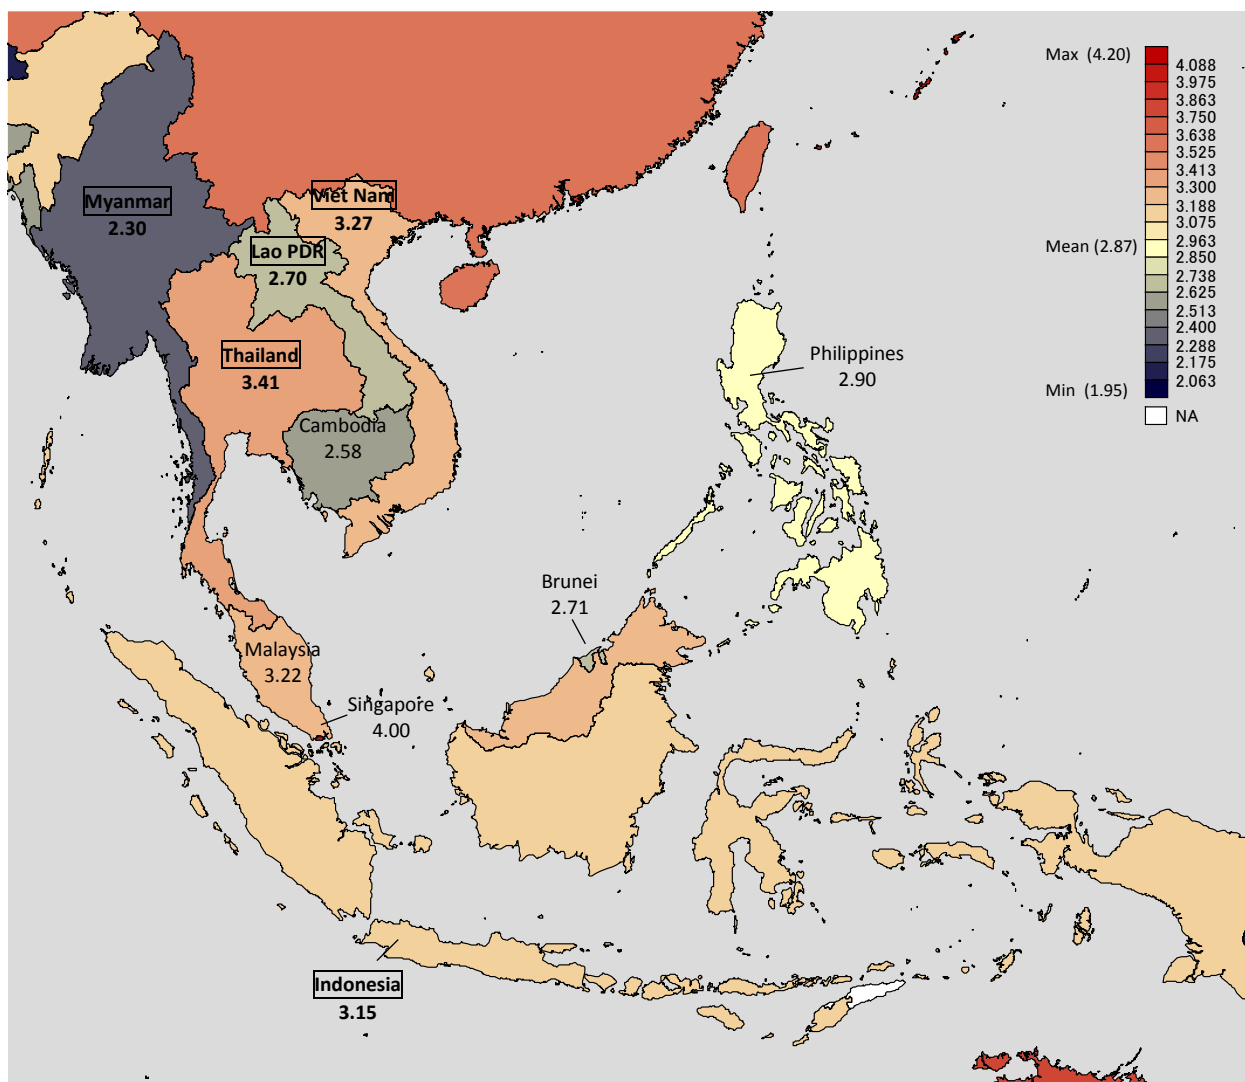 Max (4.20)
4.088
3.975
3.863
3.750
3.638
3.525
3.413
3.300
3.188
3.075
2.963
2.850
2.738
2.625
2.513
2.400
2.288
2.175
2.063
Mean (2.87)
Min (1.95)
NA
Myanmar
2.30
Viet Nam
3.27
Lao PDR
2.70
Thailand
3.41
Philippines
2.90
Cambodia
2.58
Brunei
2.71
Malaysia
3.22
Singapore
4.00
Indonesia
3.15